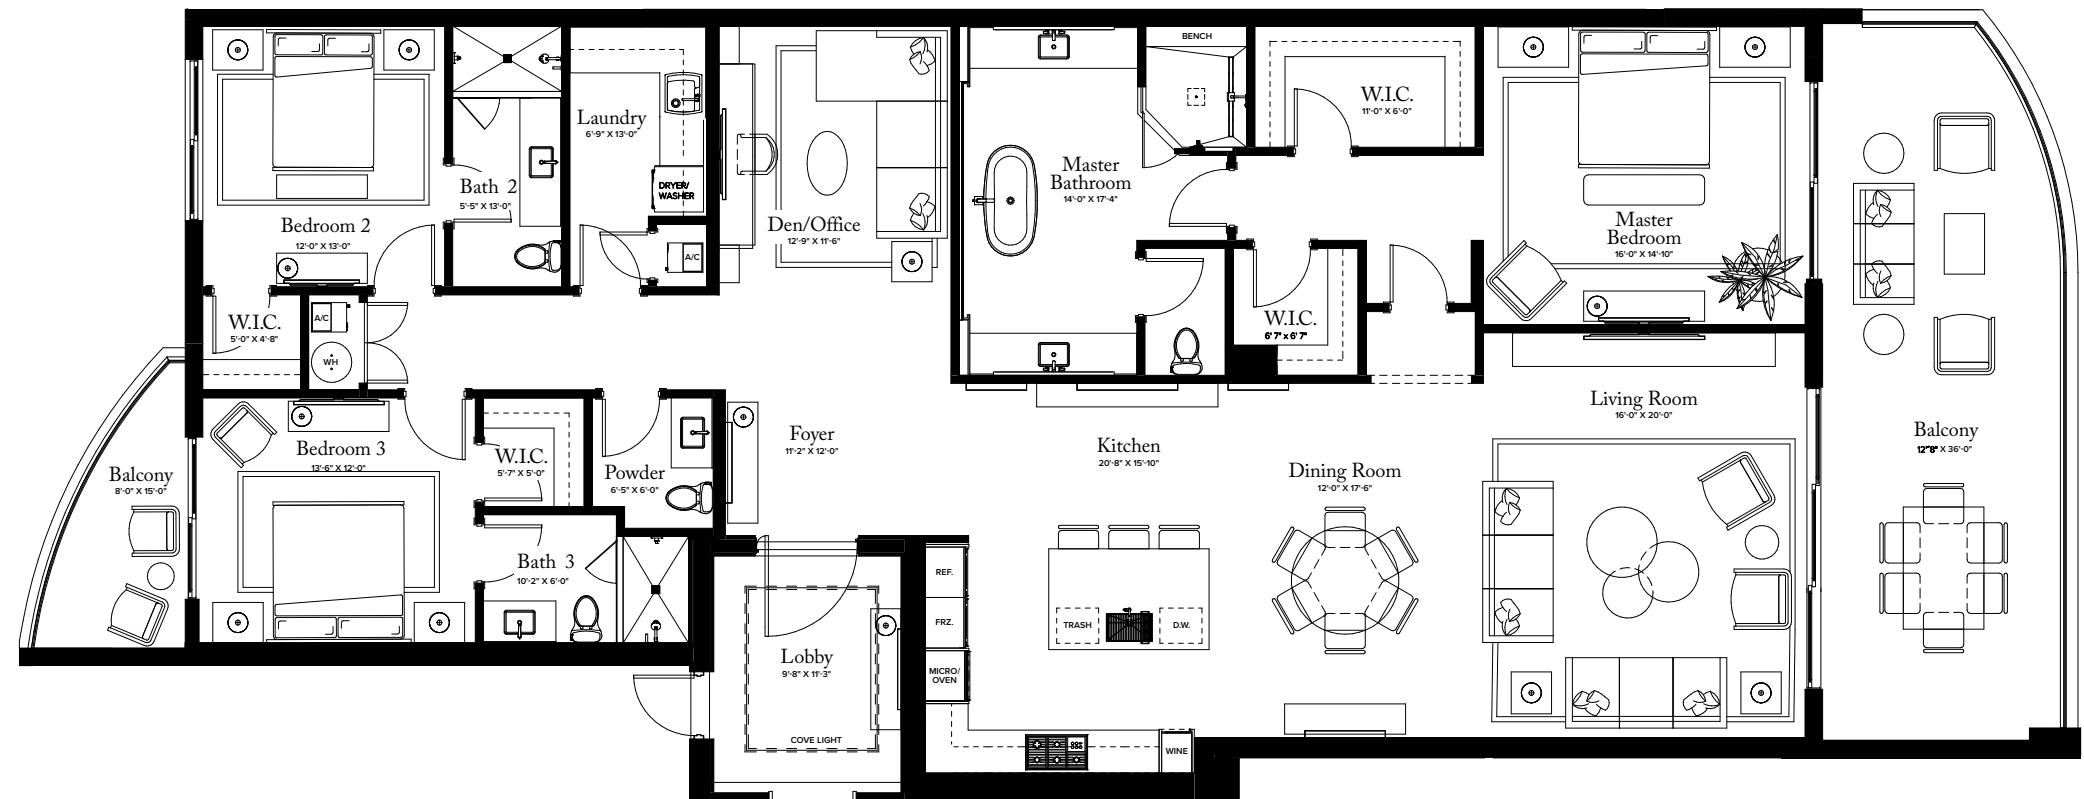 BENCH
W.I.C.
11'-0" X 6'-0"
Laundry
6'-9" X 13'-0"
Master
Bathroom
14'-0" X 17'-4"
DRYER/
WASHER
Bath 2
5'-5" X 13'-0"
Bedroom 2
12'-0" X 13'-0"
Den/Office
12'-9" X 11'-6"
Master
Bedroom
16'-0" X 14'-10"
A/C
A/C
W.I.C.
5'-0" X 4'-8"
WH
W.I.C.
6' 7" x 6' 7"
Living Room
16'-0" X 20'-0"
Foyer
11'-2" X 12'-0"
Kitchen
20'-8" X 15'-10"
Balcony
12"8" X 36'-0"
Bedroom 3
13'-6" X 12'-0"
W.I.C.
5'-7" X 5'-0"
Powder
6'-5" X 6'-0"
Balcony
8'-0" X 15'-0"
Dining Room
12'-0" X 17'-6"
Bath 3
10'-2" X 6'-0"
REF.
FRZ.
TRASH
D.W.
MICRO/
OVEN
Lobby
9'-8" X 11'-3"
COVE LIGHT
WINE